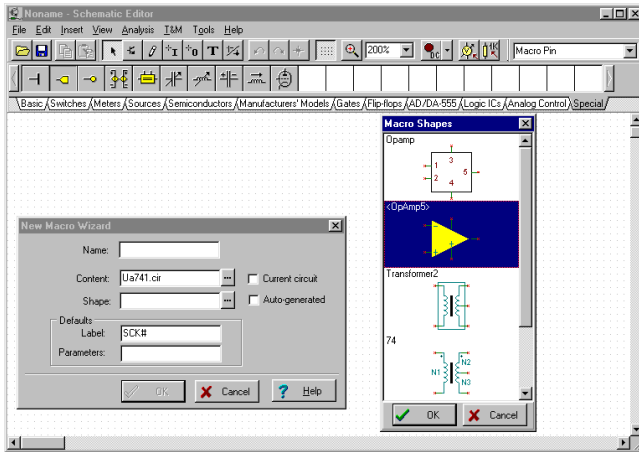 Noname - Schematic Editor
File Edit Insert View Analysis T&M Tools Help
T 200% DC 1K Macro Pin
Basic Switches Meters Sources Semiconductors Manufacturers' Models Gates Flip-flops AD/DA-555 Logic ICs Analog Control Special
Macro Shapes
Opamp
1 3 6
2 4
<OpAmp5>
Transformer2
74
N1 N2
N3
OK Cancel
New Macro Wizard
Name:
Content: Ua741.cir ... Current circuit
Shape: ... Auto-generated
Defaults
Label: SCK#
Parameters:
OK Cancel Help